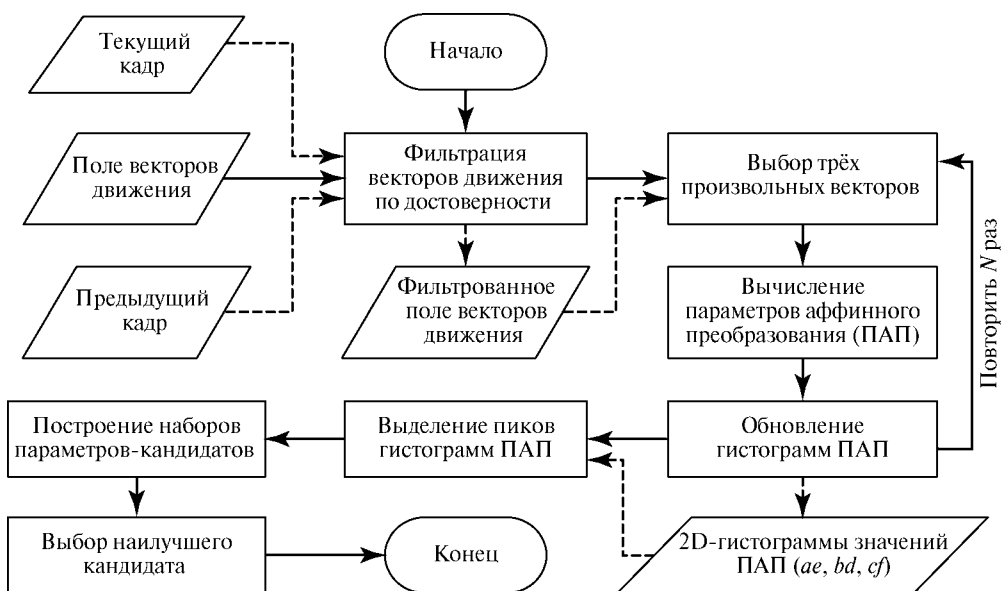 Текущий
кадр
Начало
Поле векторов
движения
Фильтрация
векторов движения
по достоверности
Выбор трёх
произвольных векторов
Предыдущий
кадр
Фильтрованное
поле векторов
движения
Вычисление
параметров аффинного
преобразования (ПАП)
Повторить N раз
Построение наборов
параметров-кандидатов
Выделение пиков
гистограмм ПАП
Обновление
гистограмм ПАП
Выбор наилучшего
кандидата
Конец
2D-гистограммы значений
ПАП (ae, bd, cf)